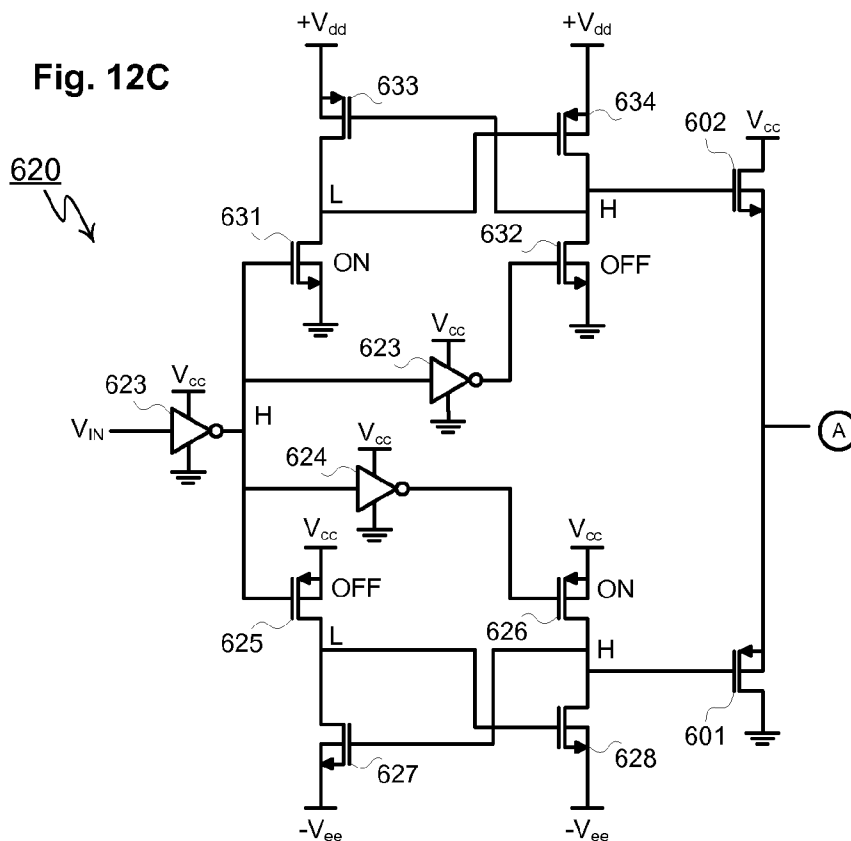 +Vdd
+Vdd
Fig. 12C
633
634
602
Vcc
620
L
H
631
632
ON
OFF
Vcc
623
623
Vcc
VIN
H
Vcc
624
A
Vcc
Vcc
OFF
ON
625
L
626
H
601
627
628
-Vee
-Vee